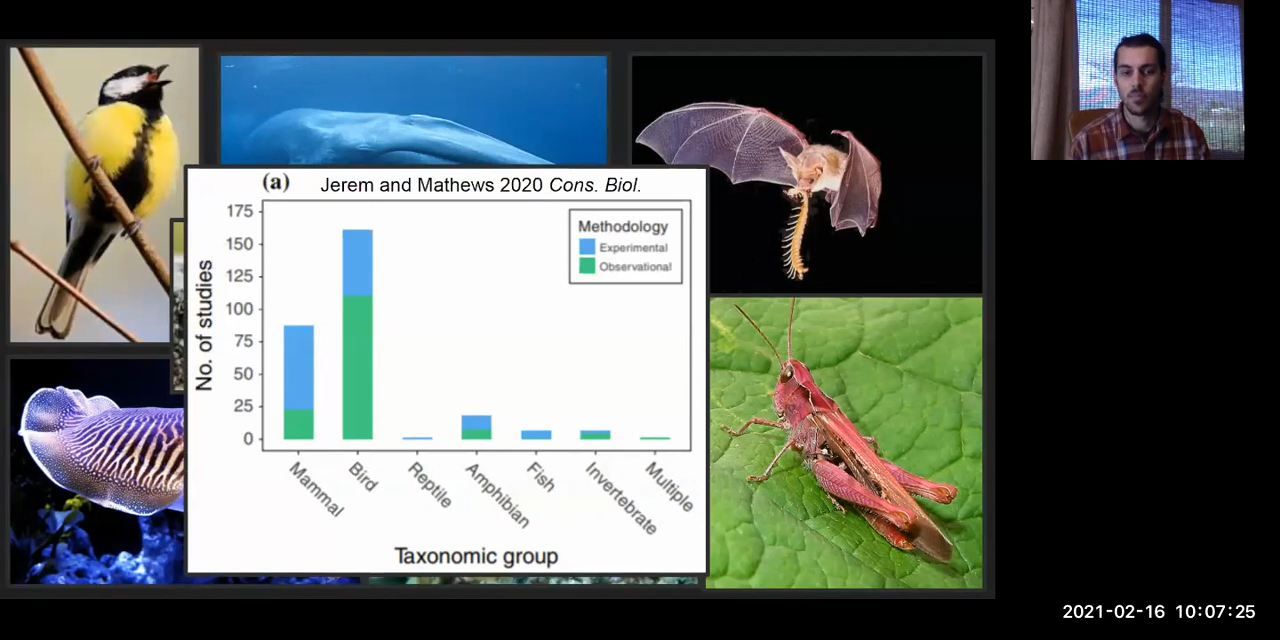 (a) Jerem and Mathews 2020 Cons. Biol.
175
150
125
100
75
50
25
0
No. of studies
Methodology
Experimental
Observational
Mammal
Bird
Reptile
Amphibian
Fish
Invertebrate
Multiple
Taxonomic group
2021-02-16 10:07:25